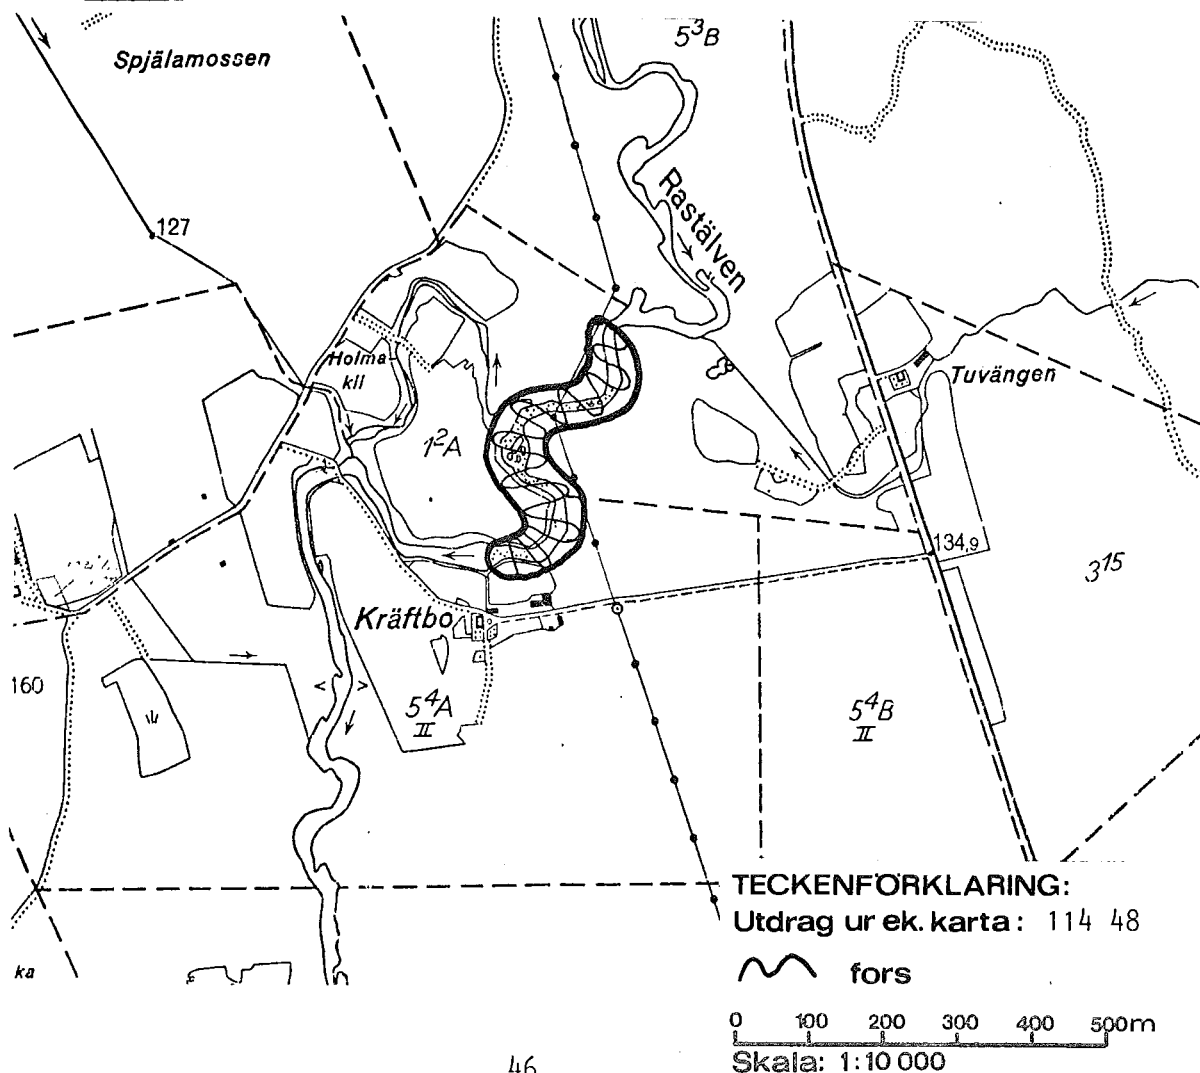 5³B
Spjälamossen
Rastälven
127
Holma-
kll
Tuvängen
1²A
134,9
3¹⁵
Kräftbo
160
5⁴A
II
5⁴B
II
TECKENFÖRKLARING:
Utdrag ur ek. karta: 114 48
ka
fors
0 100 200 300 400 500m
Skala: 1:10 000
46